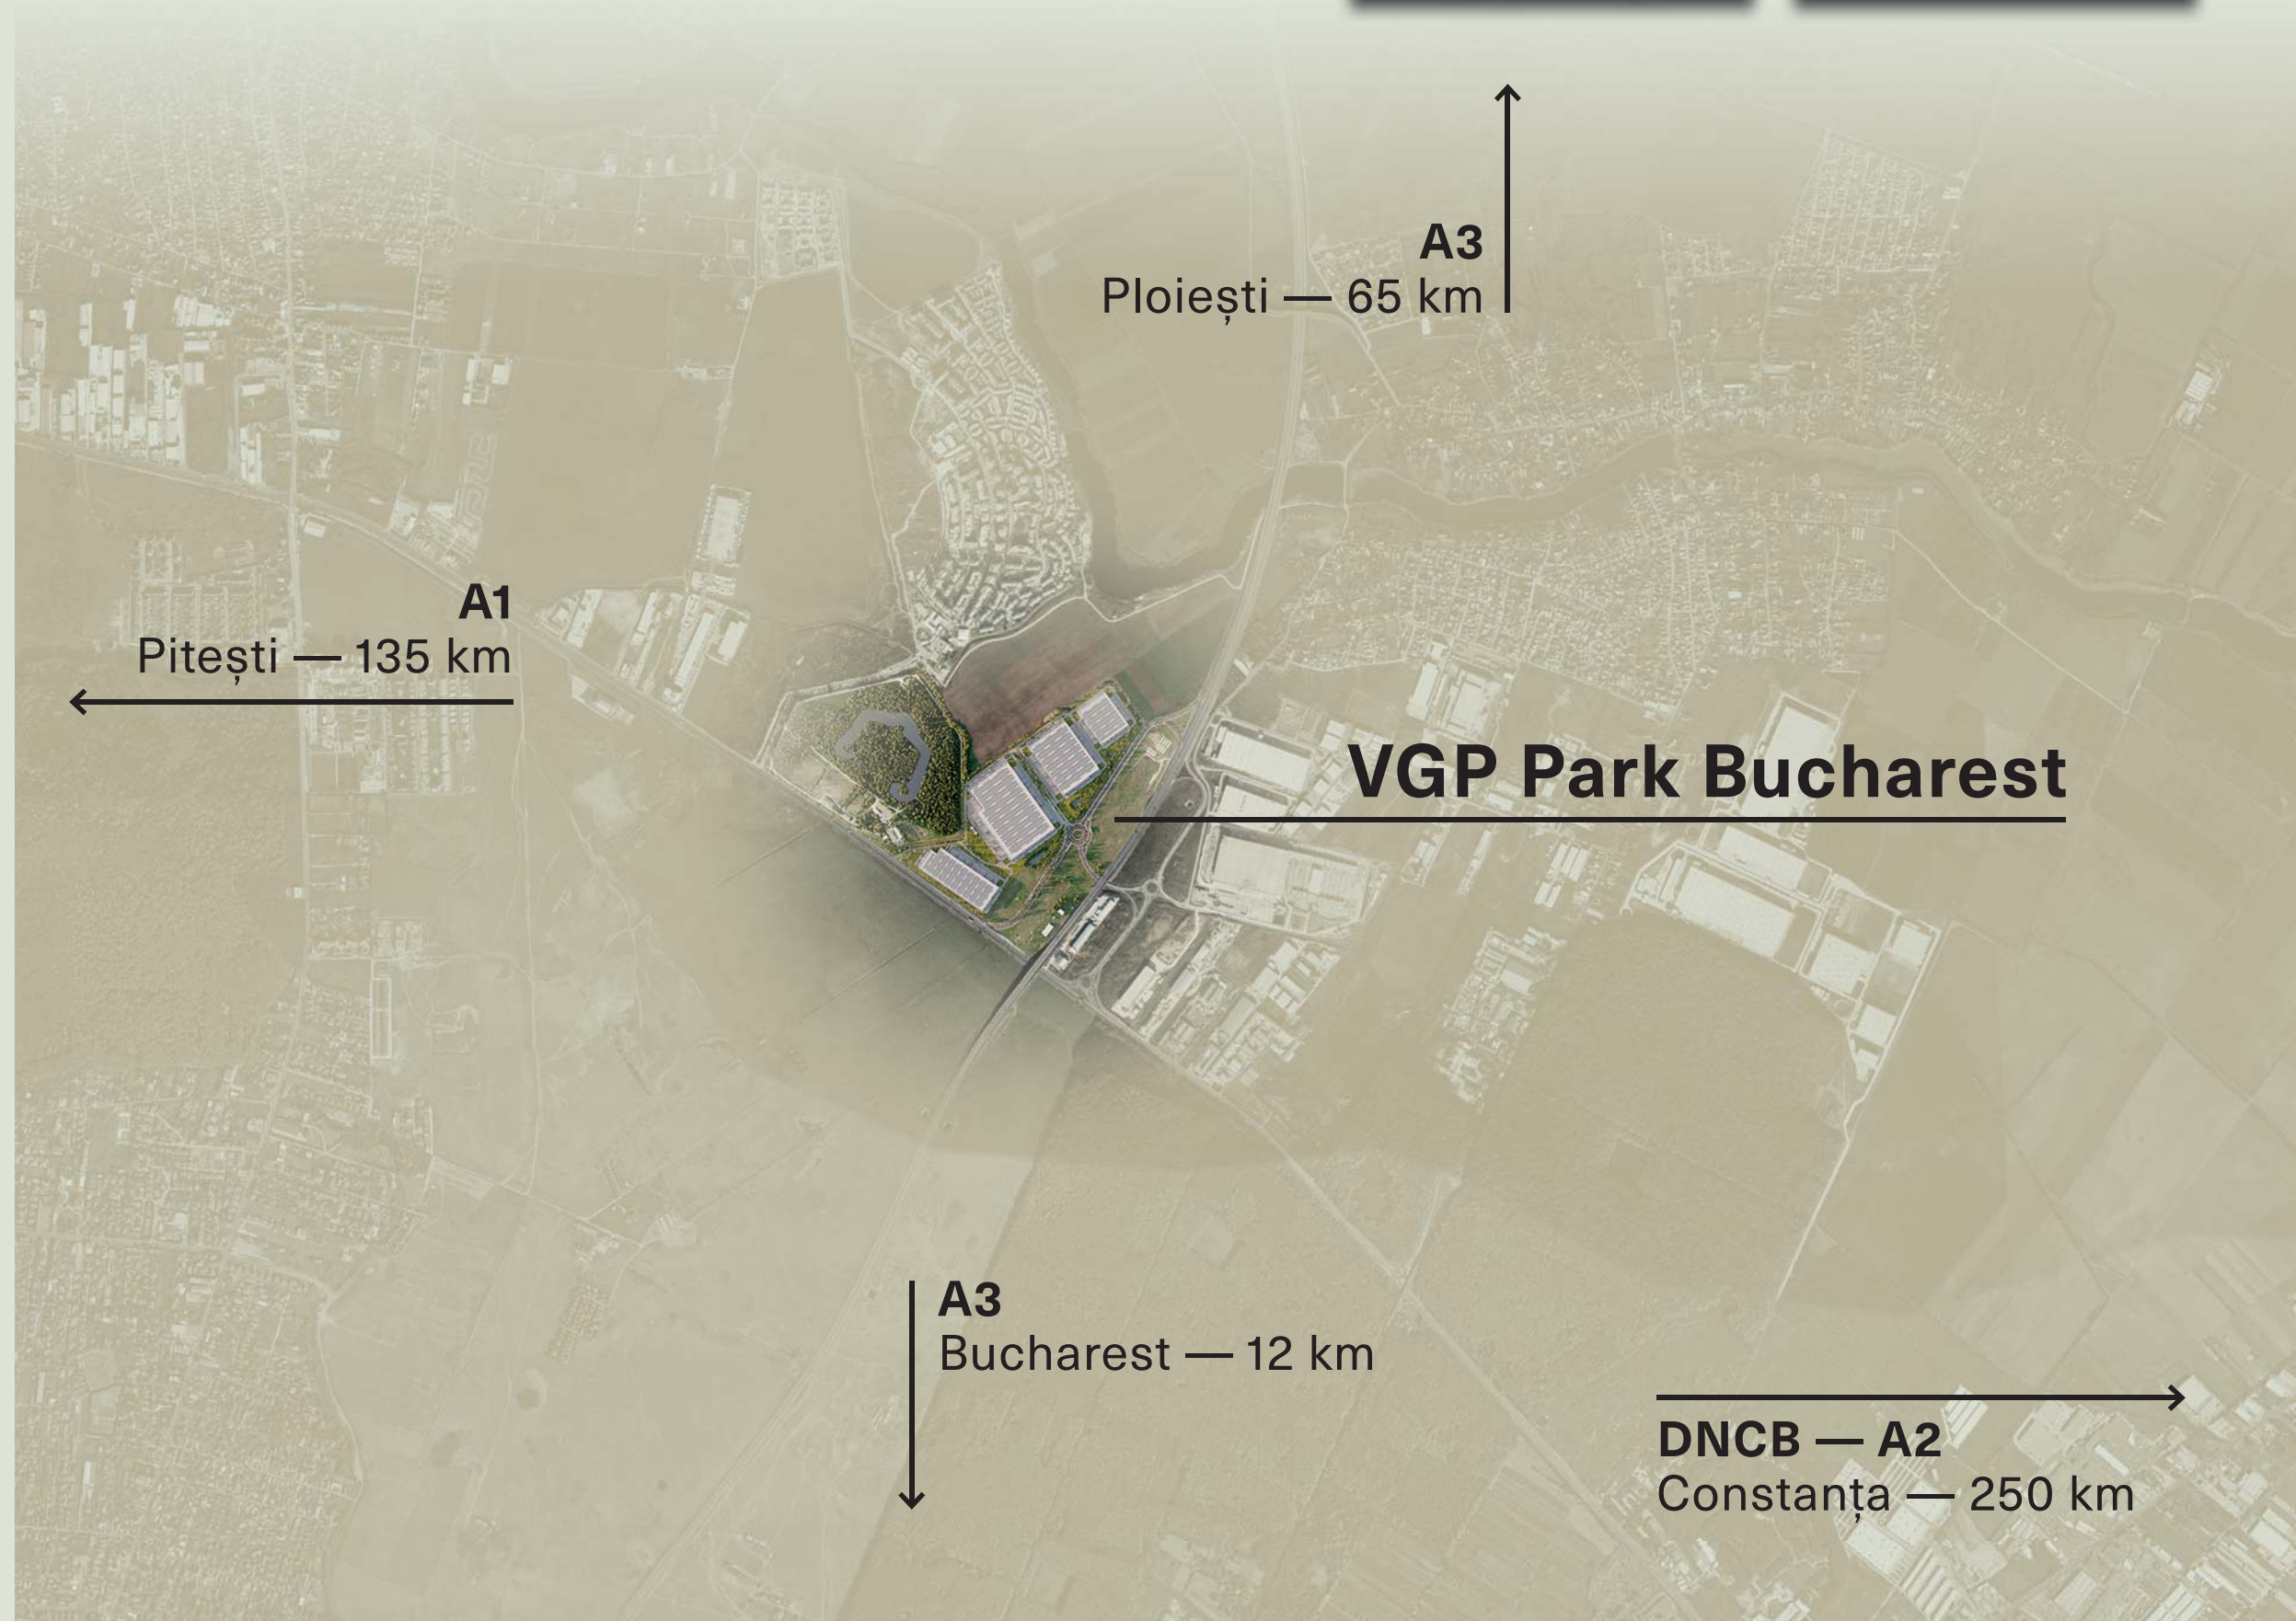 A3
Ploiești — 65 km
A1
Pitești — 135 km
VGP Park Bucharest
A3
Bucharest — 12 km
DNCB — A2
Constanța — 250 km